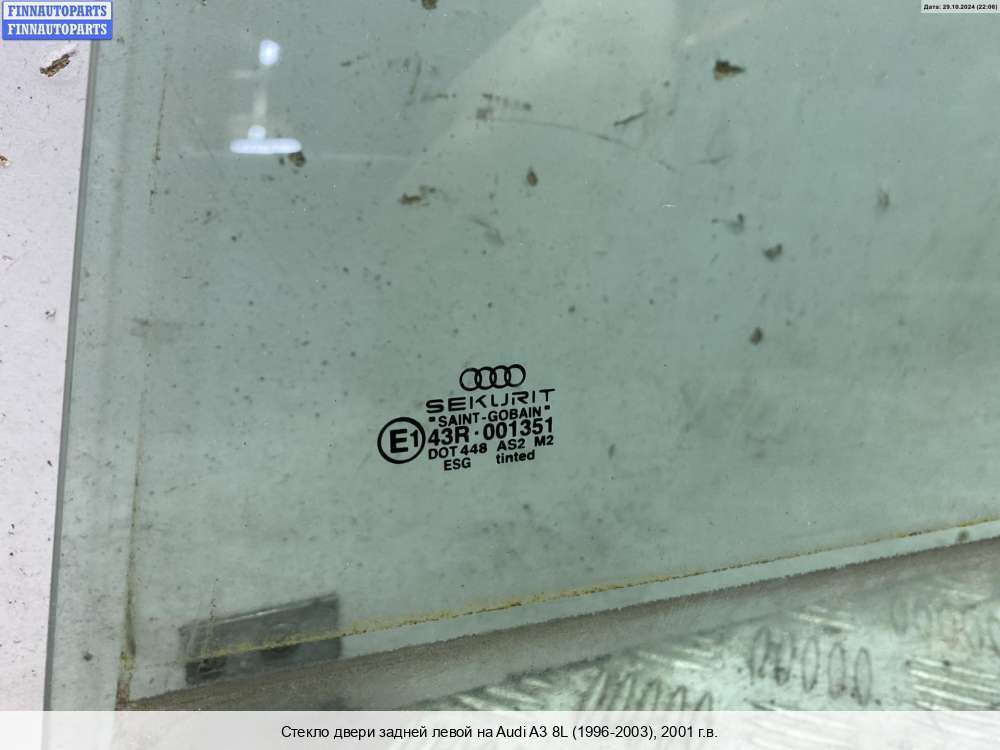 FINNAUTOPARTS
FINNAUTOPARTS
Дата: 29.10.2024 (22:06)
SEKURIT
"SAINT-GOBAIN"
E1 43R·001351
DOT 448 AS2 M2
ESG tinted
Стекло двери задней левой на Audi A3 8L (1996-2003), 2001 г.в.